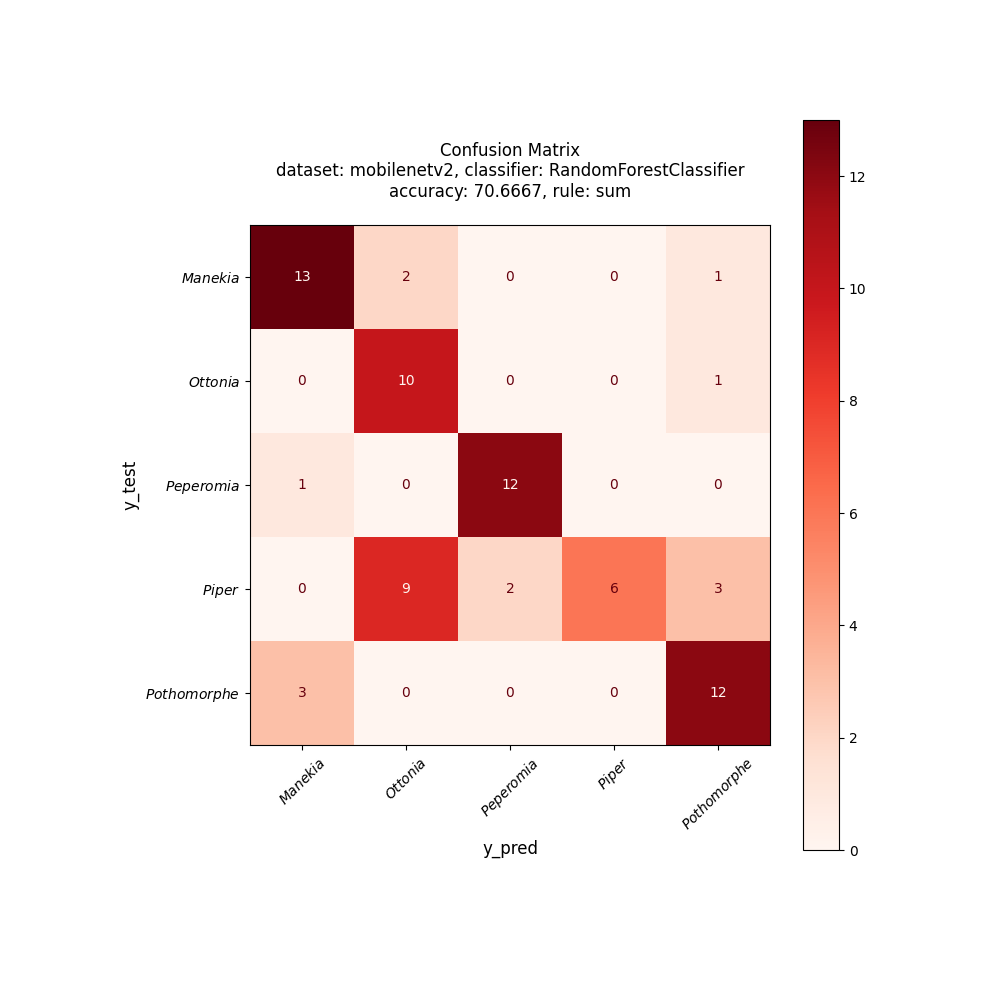 Confusion Matrix
dataset: mobilenetv2, classifier: RandomForestClassifier
accuracy: 70.6667, rule: sum
Manekia 13 2 0 0 1
Ottonia 0 10 0 0 1
Peperomia 1 0 12 0 0
Piper 0 9 2 6 3
Pothomorphe 3 0 0 0 12
y_test
Manekia Ottonia Peperomia Piper Pothomorphe
y_pred
12
10
8
6
4
2
0